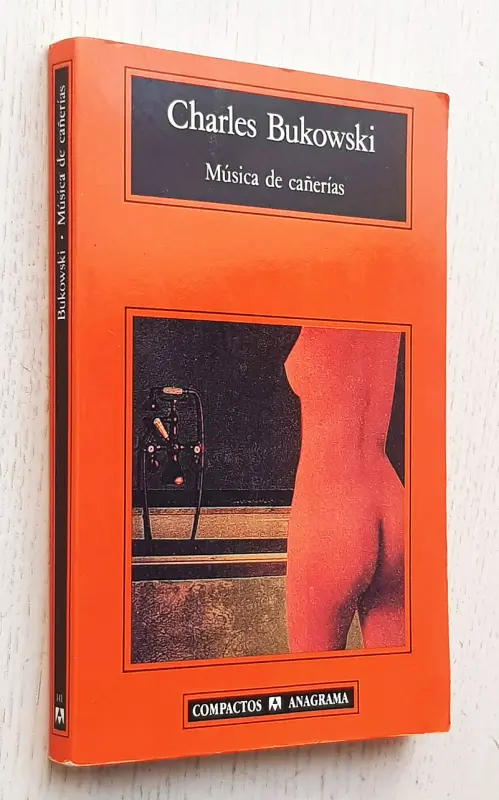 Charles Bukowski
Música de cañerías
COMPACTOS ANAGRAMA
Bukowski · Música de cañerías